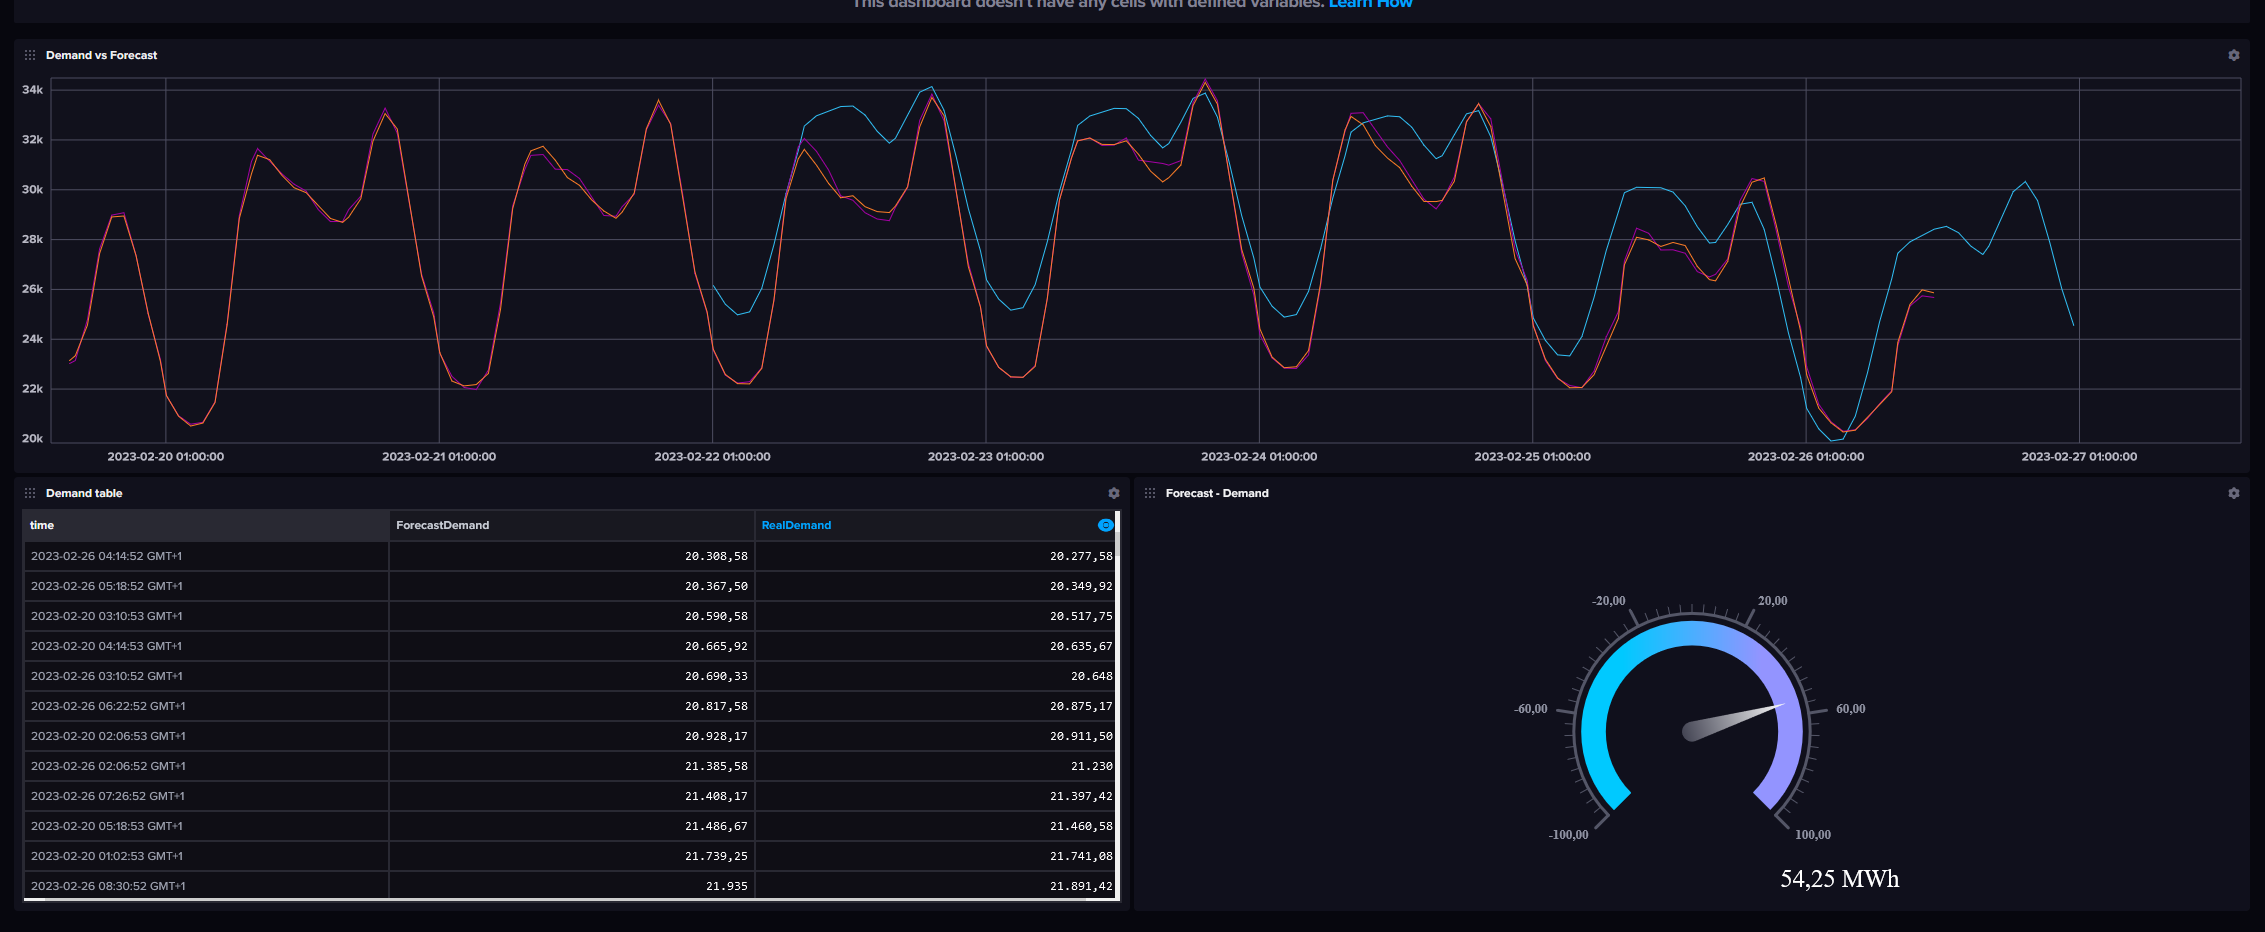 This dashboard doesn't have any cells with defined variables. Learn How
Demand vs Forecast
34k
32k
30k
28k
26k
24k
22k
20k
2023-02-20 01:00:00 2023-02-21 01:00:00 2023-02-22 01:00:00 2023-02-23 01:00:00 2023-02-24 01:00:00 2023-02-25 01:00:00 2023-02-26 01:00:00 2023-02-27 01:00:00
Demand table
time ForecastDemand RealDemand
2023-02-26 04:14:52 GMT+1 20.308,58 20.277,58
2023-02-26 05:18:52 GMT+1 20.367,50 20.349,92
2023-02-20 03:10:53 GMT+1 20.590,58 20.517,75
2023-02-20 04:14:53 GMT+1 20.665,92 20.635,67
2023-02-26 03:10:52 GMT+1 20.690,33 20.648
2023-02-26 06:22:52 GMT+1 20.817,58 20.875,17
2023-02-20 02:06:53 GMT+1 20.928,17 20.911,50
2023-02-26 02:06:52 GMT+1 21.385,58 21.230
2023-02-26 07:26:52 GMT+1 21.408,17 21.397,42
2023-02-20 05:18:53 GMT+1 21.486,67 21.460,58
2023-02-20 01:02:53 GMT+1 21.739,25 21.741,08
2023-02-26 08:30:52 GMT+1 21.935 21.891,42
Forecast - Demand
-20,00 20,00
-60,00 60,00
-100,00 100,00
54,25 MWh